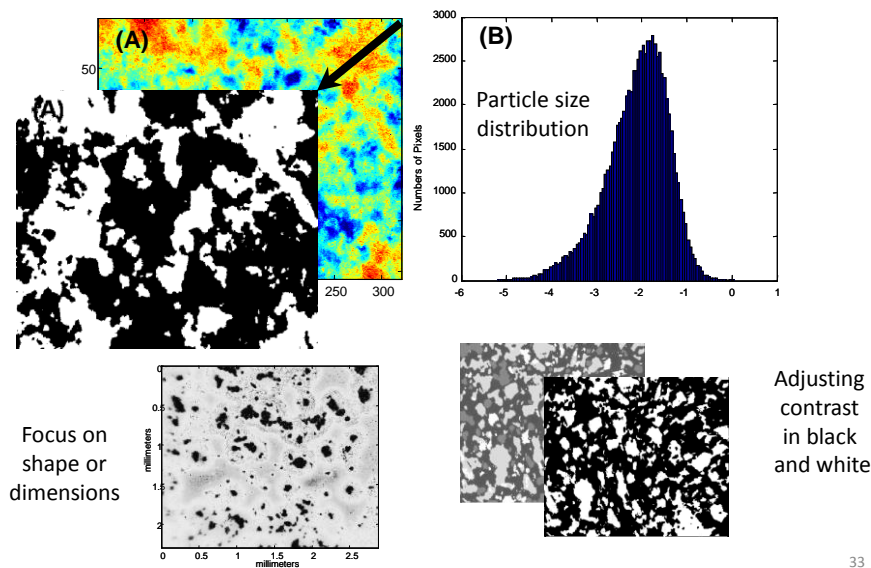 (A)
50
(A)
250 300
(B)
Particle size
distribution
Numbers of Pixels
3000
2500
2000
1500
1000
500
0
-6 -5 -4 -3 -2 -1 0 1
Focus on
shape or
dimensions
millimeters
0
0.5
1
1.5
2
0 0.5 1 1.5 2 2.5
millimeters
Adjusting
contrast
in black
and white
33